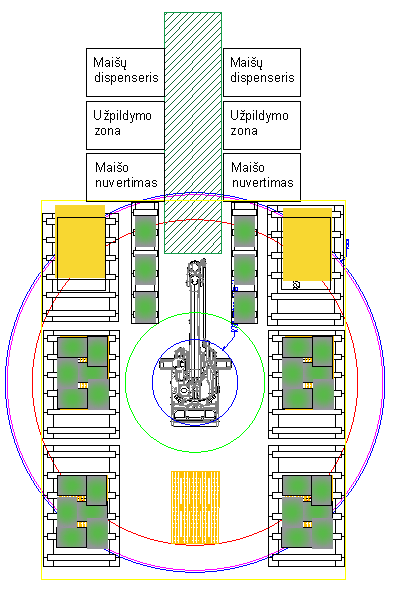 Maišų
dispenseris
Maišų
dispenseris
Užpildymo
zona
Užpildymo
zona
Maišo
nuvertimas
Maišo
nuvertimas